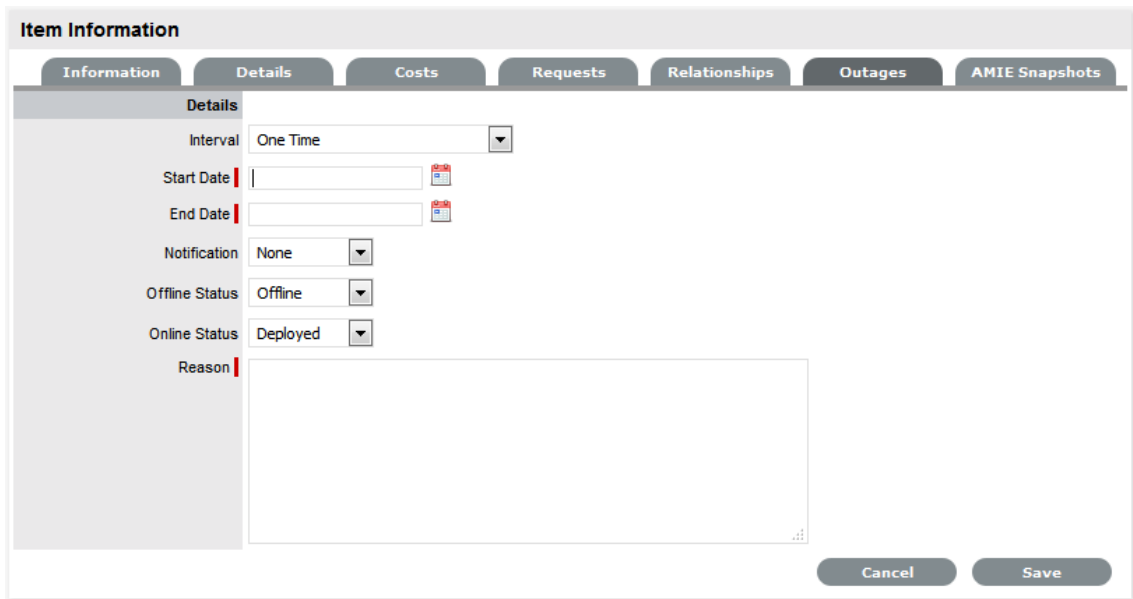 Item Information
Information Details Costs Requests Relationships Outages AMIE Snapshots
Details
Interval One Time
Start Date
End Date
Notification None
Offline Status Offline
Online Status Deployed
Reason
Cancel Save